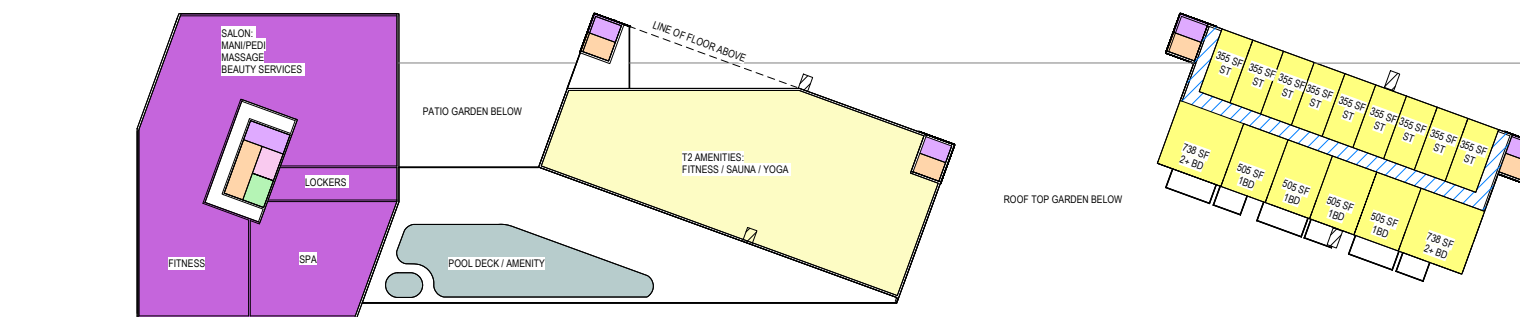 SALON:
MANI/PEDI
MASSAGE
BEAUTY SERVICES
LOCKERS
FITNESS
SPA
PATIO GARDEN BELOW
POOL DECK / AMENITY
LINE OF FLOOR ABOVE
T2 AMENITIES:
FITNESS / SAUNA / YOGA
ROOF TOP GARDEN BELOW
355 SF
ST
355 SF
ST
355 SF
ST
355 SF
ST
355 SF
ST
355 SF
ST
355 SF
ST
355 SF
ST
355 SF
ST
738 SF
2+ BD
505 SF
1BD
505 SF
1BD
505 SF
1BD
505 SF
1BD
738 SF
2+ BD